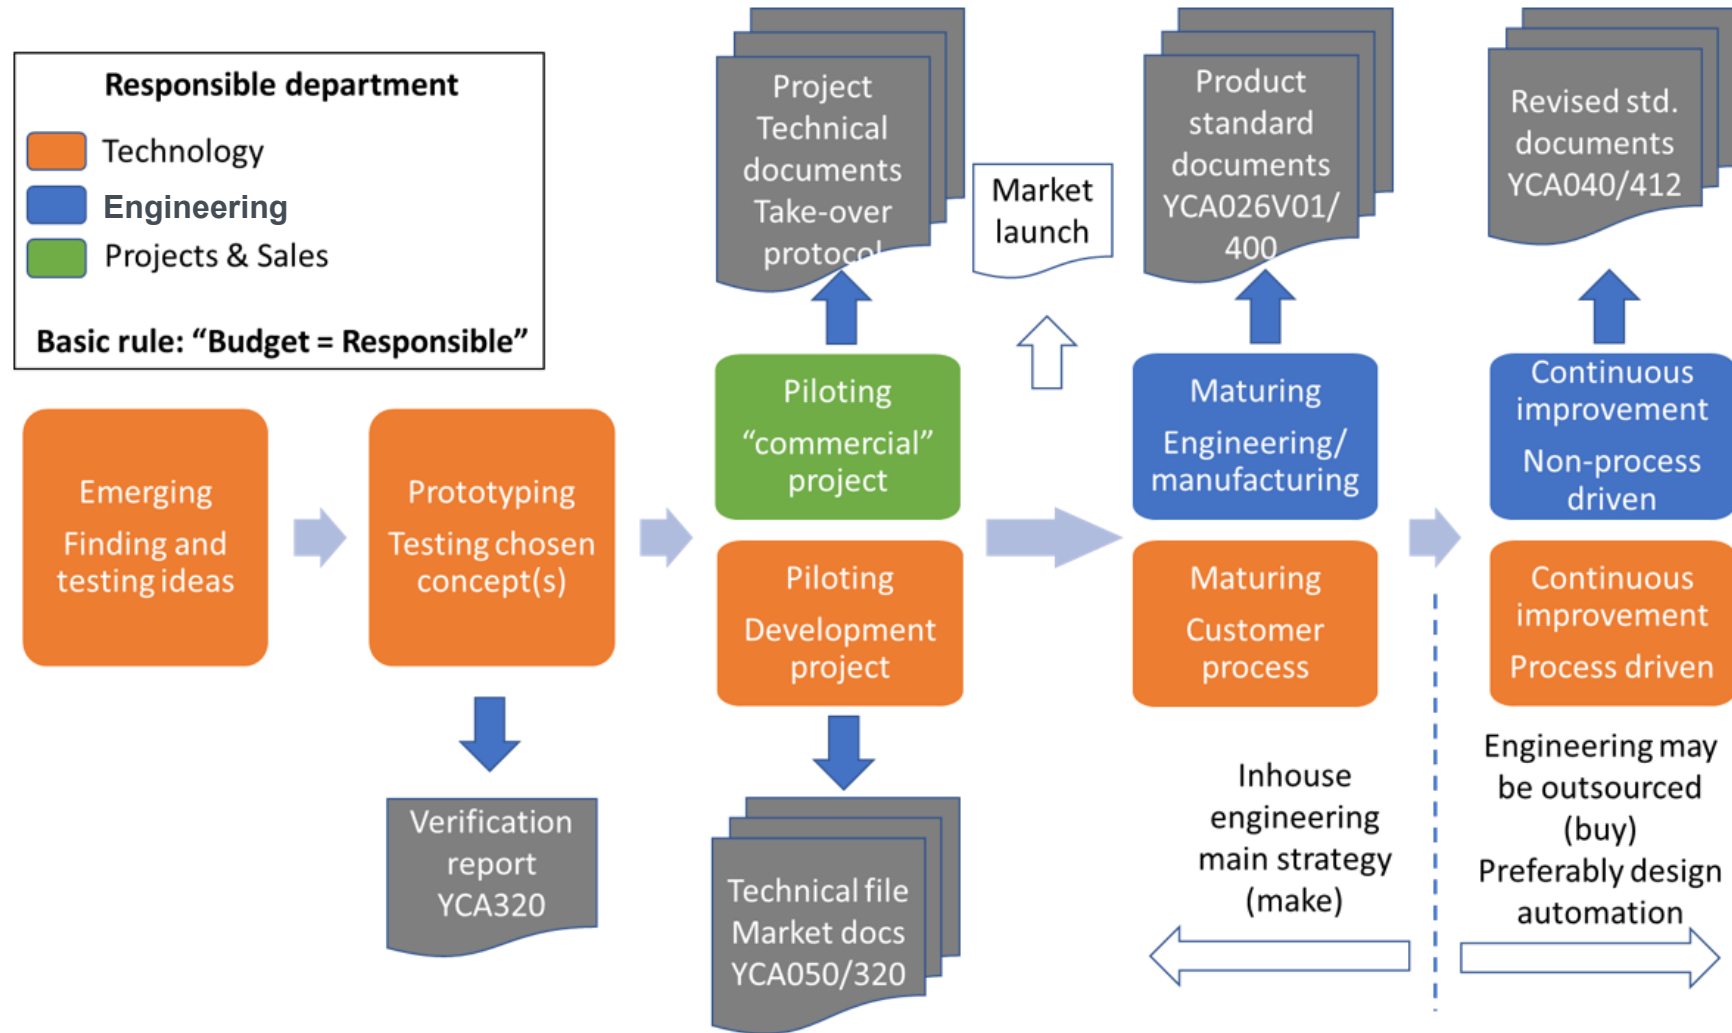 Responsible department
Technology
Engineering
Projects & Sales
Basic rule: “Budget = Responsible”
Project
Technical
documents
Take-over
protocol
Market
launch
Product
standard
documents
YCA026V01/
400
Revised std.
documents
YCA040/412
Emerging
Finding and
testing ideas
Prototyping
Testing chosen
concept(s)
Piloting
“commercial”
project
Piloting
Development
project
Maturing
Engineering/
manufacturing
Maturing
Customer
process
Continuous
improvement
Non-process
driven
Continuous
improvement
Process driven
Verification
report
YCA320
Technical file
Market docs
YCA050/320
Inhouse
engineering
main strategy
(make)
Engineering may
be outsourced
(buy)
Preferably design
automation